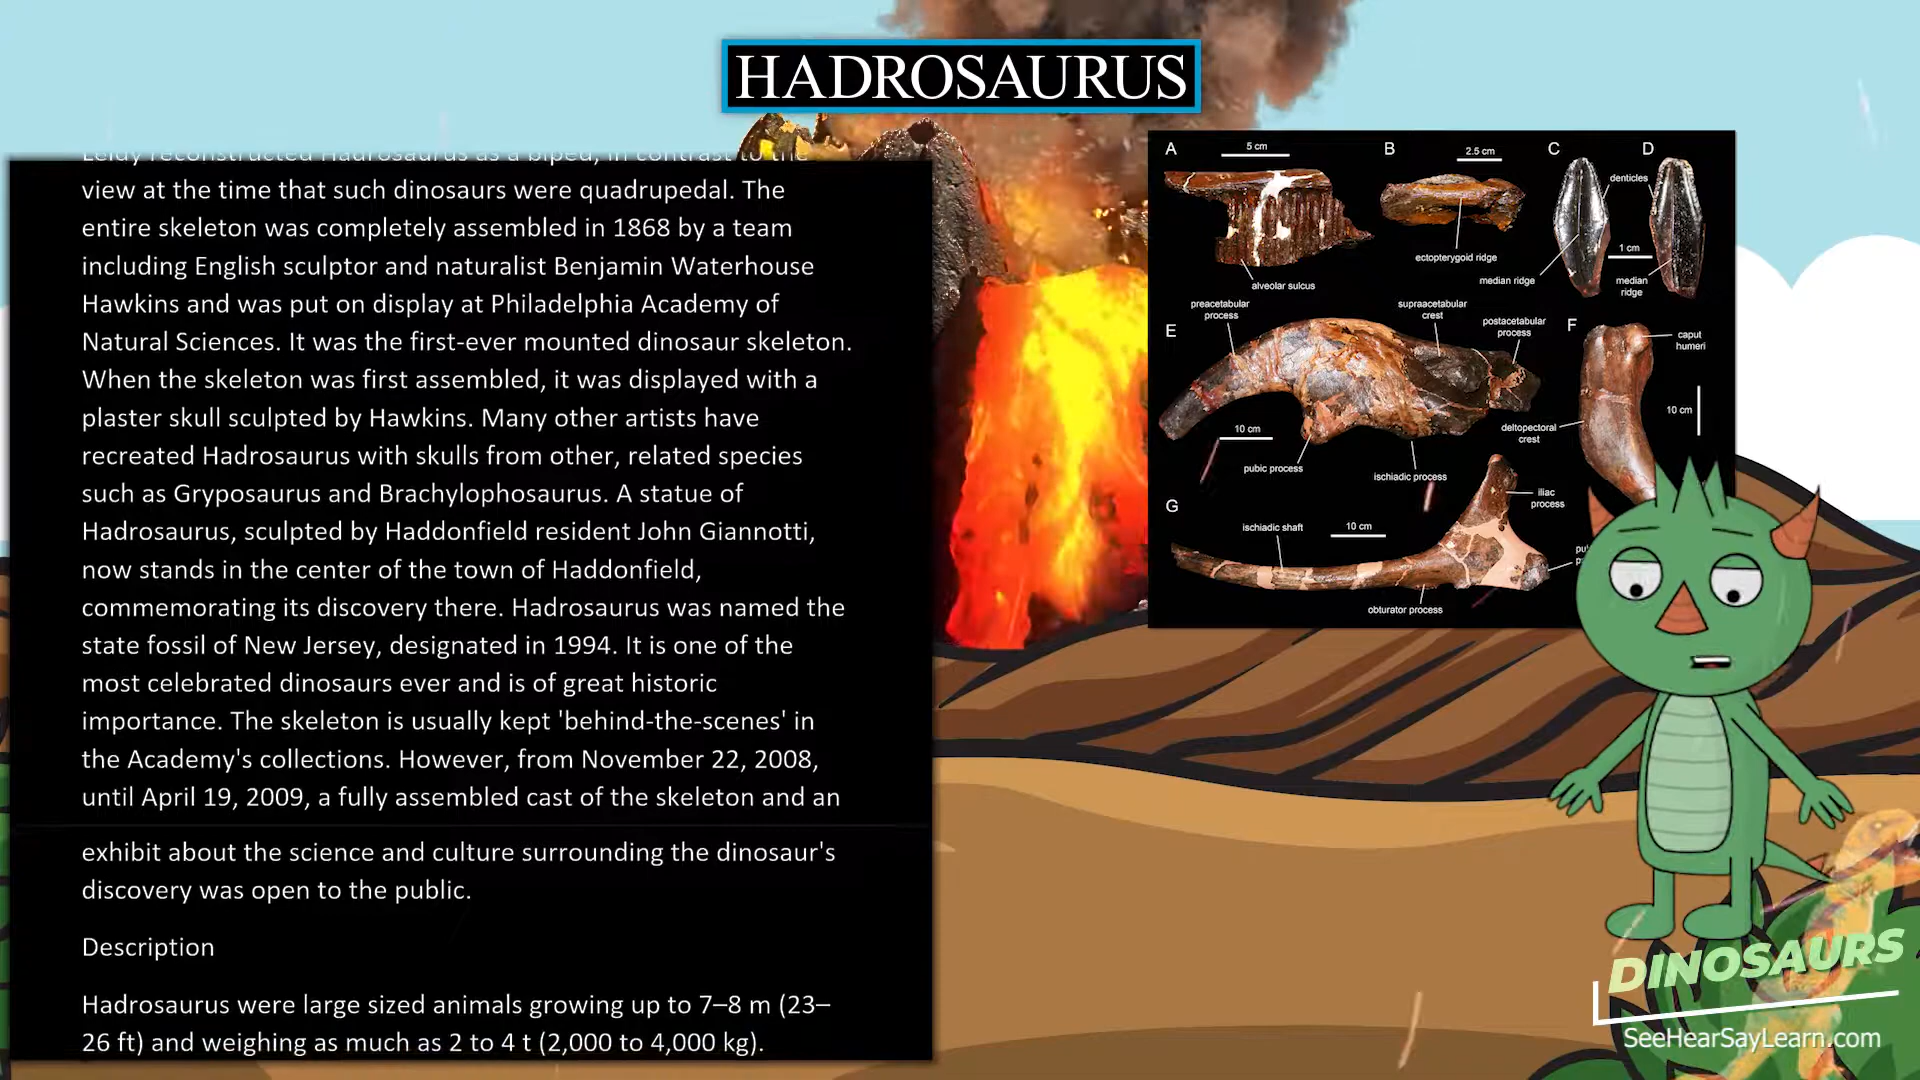 HADROSAURUS
Leidy reconstructed Hadrosaurus as a biped, in contrast to the
view at the time that such dinosaurs were quadrupedal. The
entire skeleton was completely assembled in 1868 by a team
including English sculptor and naturalist Benjamin Waterhouse
Hawkins and was put on display at Philadelphia Academy of
Natural Sciences. It was the first-ever mounted dinosaur skeleton.
When the skeleton was first assembled, it was displayed with a
plaster skull sculpted by Hawkins. Many other artists have
recreated Hadrosaurus with skulls from other, related species
such as Gryposaurus and Brachylophosaurus. A statue of
Hadrosaurus, sculpted by Haddonfield resident John Giannotti,
now stands in the center of the town of Haddonfield,
commemorating its discovery there. Hadrosaurus was named the
state fossil of New Jersey, designated in 1994. It is one of the
most celebrated dinosaurs ever and is of great historic
importance. The skeleton is usually kept 'behind-the-scenes' in
the Academy's collections. However, from November 22, 2008,
until April 19, 2009, a fully assembled cast of the skeleton and an
exhibit about the science and culture surrounding the dinosaur's
discovery was open to the public.
Description
Hadrosaurus were large sized animals growing up to 7–8 m (23–
26 ft) and weighing as much as 2 to 4 t (2,000 to 4,000 kg).
A
5 cm
alveolar sulcus
B
2.5 cm
ectopterygoid ridge
C
D
denticles
1 cm
median ridge
median
ridge
E
preacetabular
process
supraacetabular
crest
postacetabular
process
10 cm
pubic process
ischiadic process
F
caput
humeri
10 cm
deltopectoral
crest
G
ischiadic shaft
10 cm
iliac
process
obturator process
DINOSAURS
SeeHearSayLearn.com